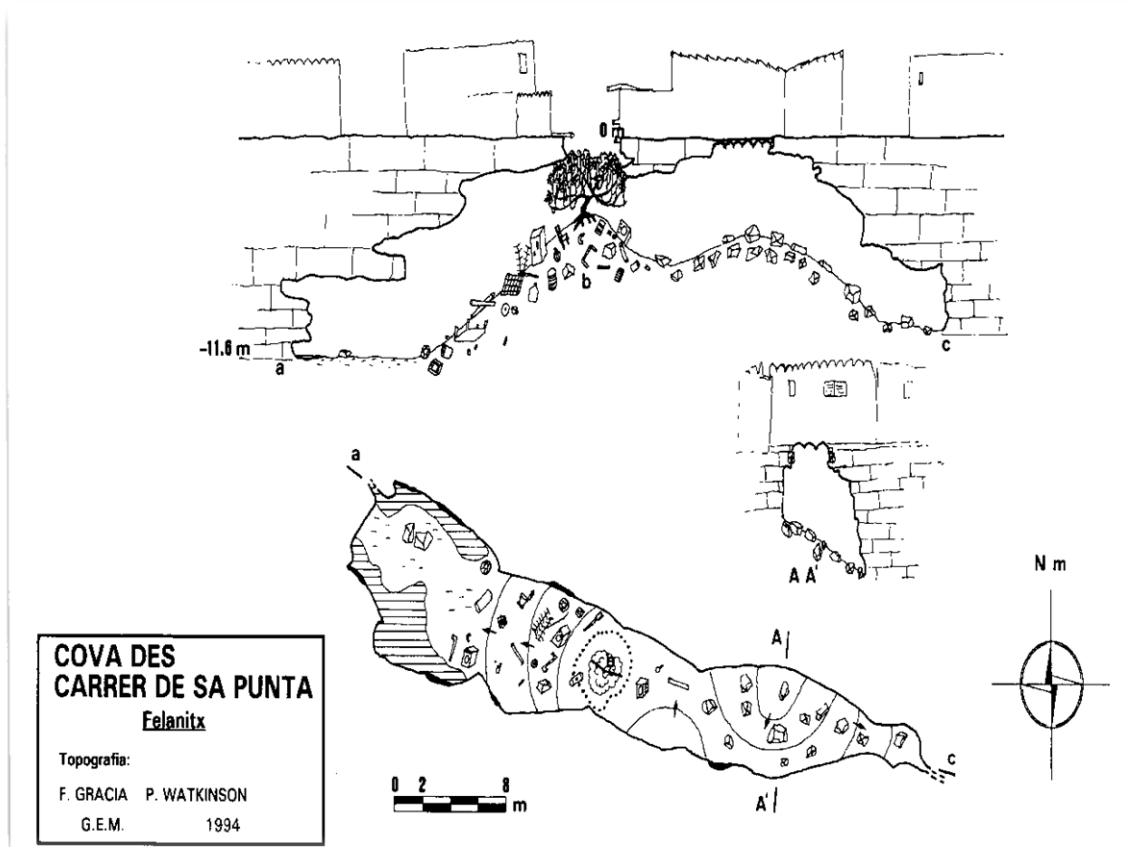 0
-11.6 m
a
b
c
A A'
a
N m
A
c
A'
0 2 8
m
COVA DES
CARRER DE SA PUNTA
Felanitx
Topografia:
F. GRACIA P. WATKINSON
G.E.M. 1994